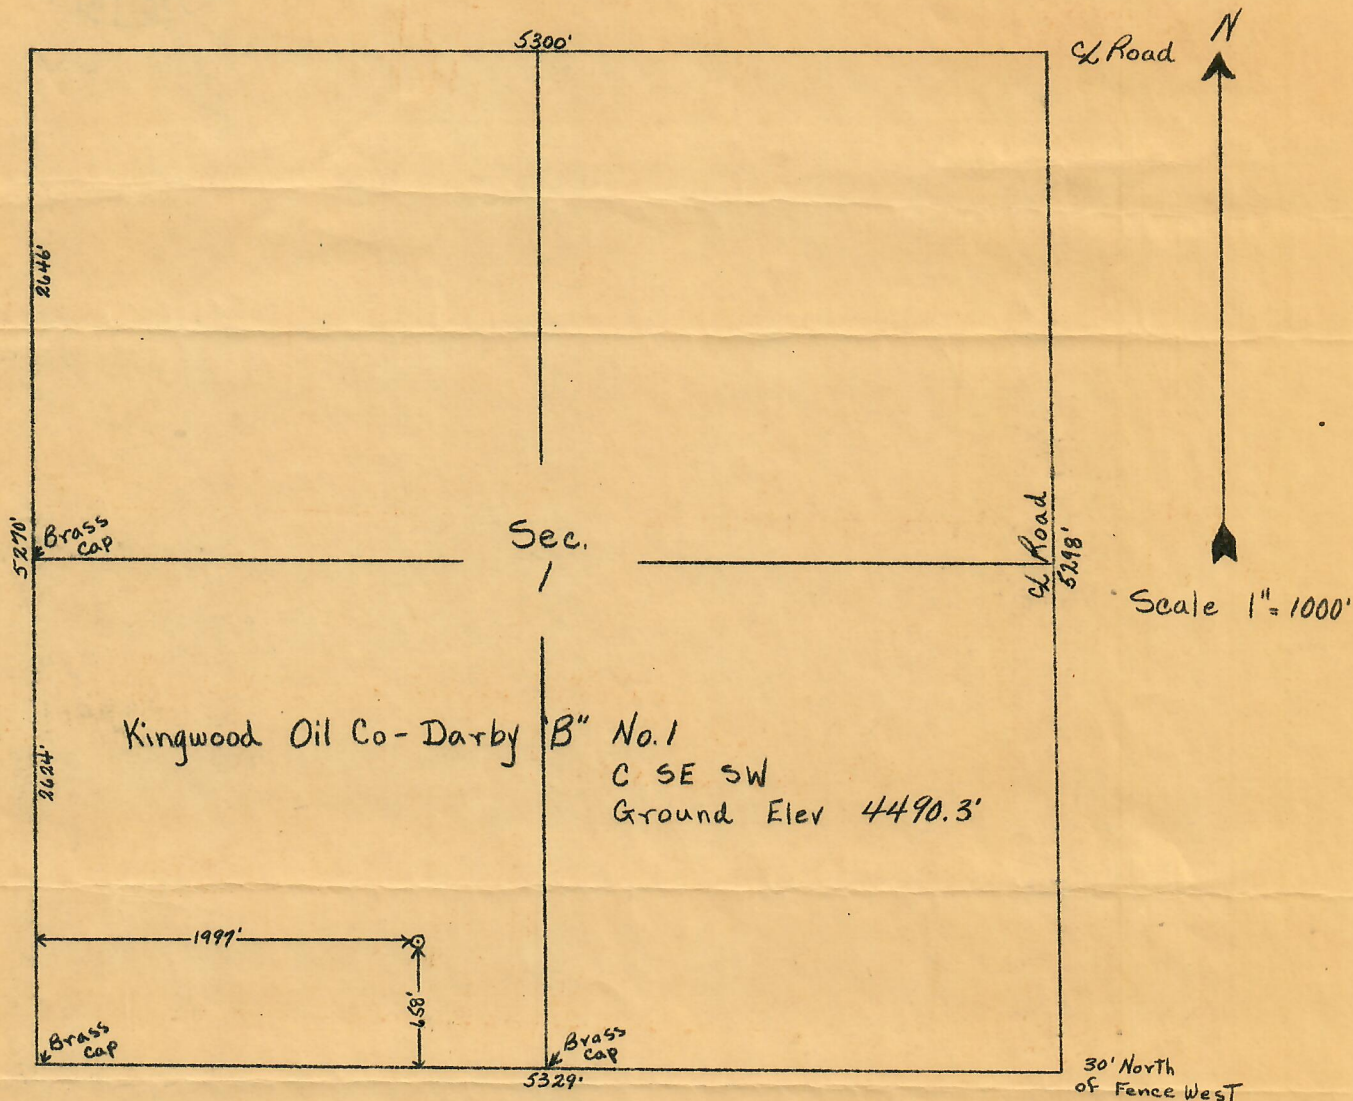 5300'
℄ Road
N
2646'
5270'
Brass
cap
Sec.
1
℄ Road
5298'
Scale 1"=1000'
2624'
Kingwood Oil Co-Darby "B" No.1
C SE SW
Ground Elev 4490.3'
1997'
658'
Brass
cap
Brass
cap
5329'
30' North
of Fence West